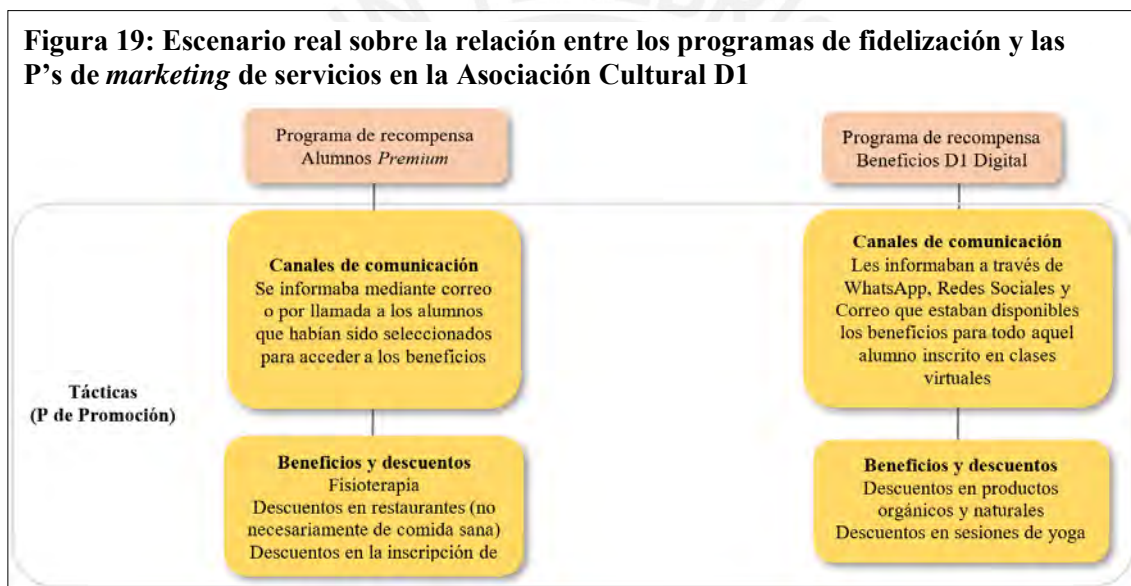 Figura 19: Escenario real sobre la relación entre los programas de fidelización y las
P’s de marketing de servicios en la Asociación Cultural D1
Programa de recompensa
Alumnos Premium
Canales de comunicación
Se informaba mediante correo
o por llamada a los alumnos
que habían sido seleccionados
para acceder a los beneficios
Beneficios y descuentos
Fisioterapia
Descuentos en restaurantes (no
necesariamente de comida sana)
Descuentos en la inscripción de
Programa de recompensa
Beneficios D1 Digital
Canales de comunicación
Les informaban a través de
WhatsApp, Redes Sociales y
Correo que estaban disponibles
los beneficios para todo aquel
alumno inscrito en clases
virtuales
Beneficios y descuentos
Descuentos en productos
orgánicos y naturales
Descuentos en sesiones de yoga
Tácticas
(P de Promoción)